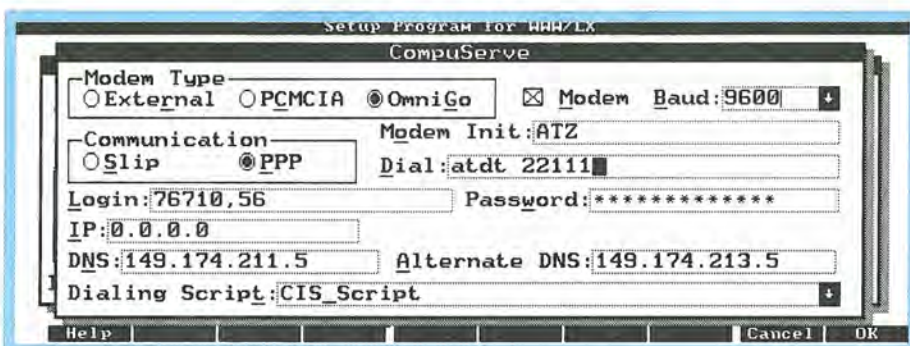 Setup Program for WWW/LX
CompuServe
Modem Type
External PCMCIA OmniGo
Modem Baud:9600
Communication
Slip PPP
Modem Init:ATZ
Dial:atdt 22111
Login:76710,56 Password:*************
IP:0.0.0.0
DNS:149.174.211.5 Alternate DNS:149.174.213.5
Dialing Script:CIS_Script
Help Cancel OK